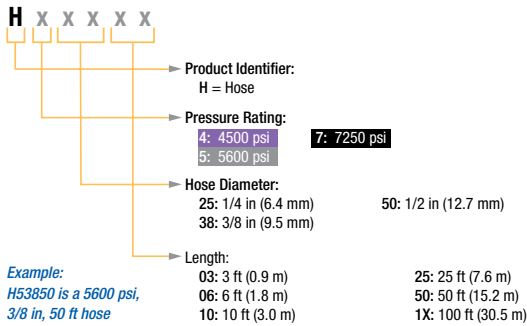 H x x x x x
Product Identifier:
H = Hose
Pressure Rating:
4: 4500 psi 7: 7250 psi
5: 5600 psi
Hose Diameter:
25: 1/4 in (6.4 mm) 50: 1/2 in (12.7 mm)
38: 3/8 in (9.5 mm)
Length:
03: 3 ft (0.9 m) 25: 25 ft (7.6 m)
06: 6 ft (1.8 m) 50: 50 ft (15.2 m)
10: 10 ft (3.0 m) 1X: 100 ft (30.5 m)
Example:
H53850 is a 5600 psi,
3/8 in, 50 ft hose